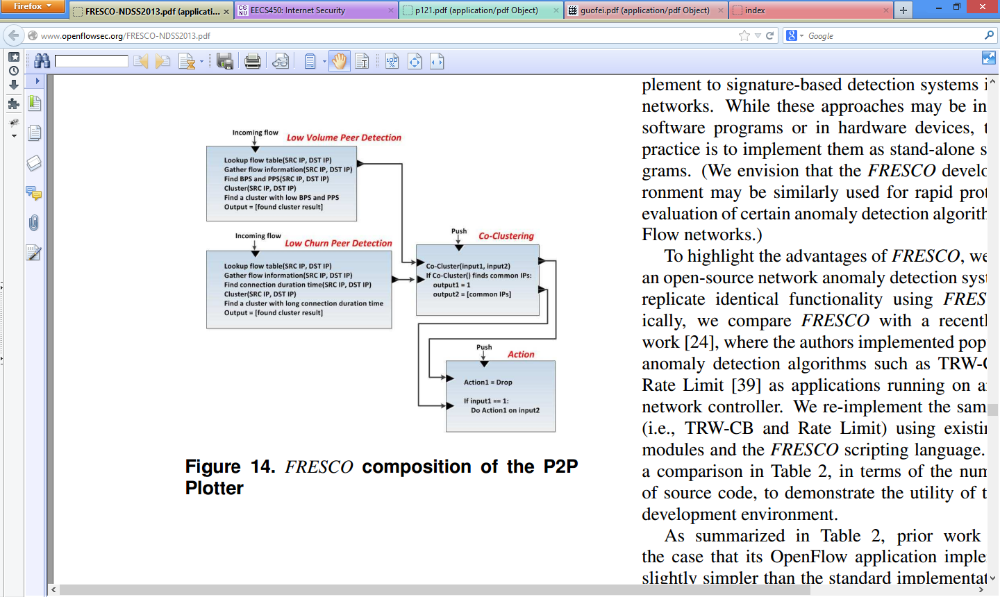 Firefox
FRESCO-NDSS2013.pdf (applicati...
EECS450: Internet Security
p121.pdf (application/pdf Object)
guofei.pdf (application/pdf Object)
index
www.openflowsec.org/FRESCO-NDSS2013.pdf
Google
Incoming flow
Low Volume Peer Detection
Lookup flow table(SRC IP, DST IP)
Gather flow information(SRC IP, DST IP)
Find BPS and PPS(SRC IP, DST IP)
Cluster(SRC IP, DST IP)
Find a cluster with low BPS and PPS
Output = [found cluster result]
Incoming flow
Low Churn Peer Detection
Lookup flow table(SRC IP, DST IP)
Gather flow information(SRC IP, DST IP)
Find connection duration time(SRC IP, DST IP)
Cluster(SRC IP, DST IP)
Find a cluster with long connection duration time
Output = [found cluster result]
Push
Co-Clustering
Co-Cluster(input1, input2)
If Co-Cluster() finds common IPs:
output1 = 1
output2 = [common IPs]
Push
Action
Action1 = Drop
If input1 == 1:
Do Action1 on input2
Figure 14. FRESCO composition of the P2P
Plotter
plement to signature-based detection systems i
networks. While these approaches may be in
software programs or in hardware devices, t
practice is to implement them as stand-alone s
grams. (We envision that the FRESCO develo
ronment may be similarly used for rapid prot
evaluation of certain anomaly detection algorith
Flow networks.)
To highlight the advantages of FRESCO, we
an open-source network anomaly detection syst
replicate identical functionality using FRES
ically, we compare FRESCO with a recentl
work [24], where the authors implemented pop
anomaly detection algorithms such as TRW-C
Rate Limit [39] as applications running on a
network controller. We re-implement the sam
(i.e., TRW-CB and Rate Limit) using existin
modules and the FRESCO scripting language.
a comparison in Table 2, in terms of the num
of source code, to demonstrate the utility of t
development environment.
As summarized in Table 2, prior work
the case that its OpenFlow application imple
slightly simpler than the standard implementat